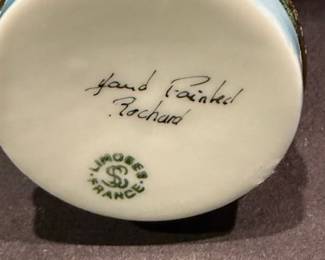 Hand Painted
Rochard
LIMOGES
FRANCE